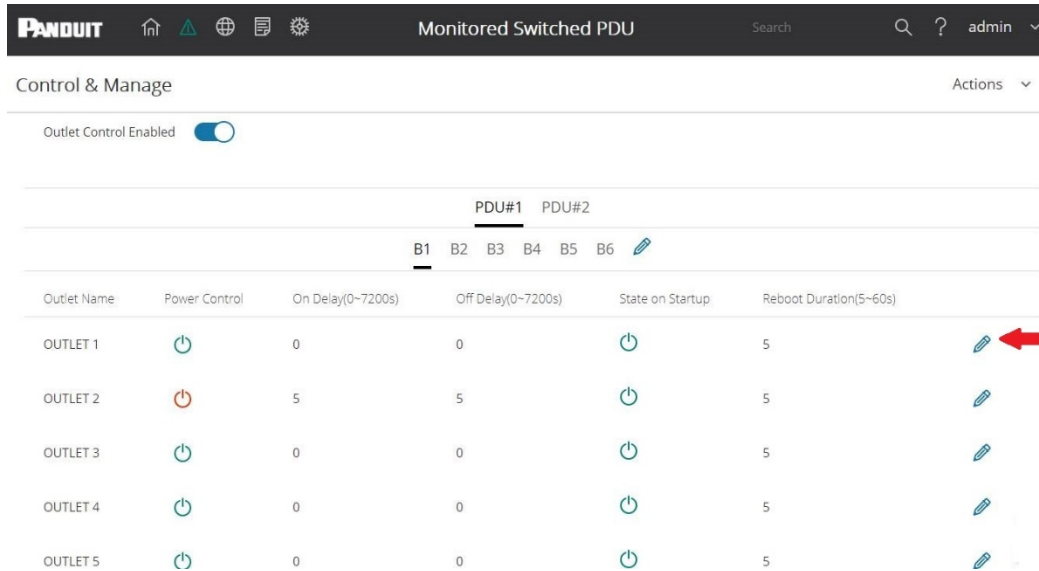 PANDUIT Monitored Switched PDU Search ? admin
Control & Manage Actions
Outlet Control Enabled
PDU#1 PDU#2
B1 B2 B3 B4 B5 B6
Outlet Name Power Control On Delay(0~7200s) Off Delay(0~7200s) State on Startup Reboot Duration(5~60s)
OUTLET 1 0 0 5
OUTLET 2 5 5 5
OUTLET 3 0 0 5
OUTLET 4 0 0 5
OUTLET 5 0 0 5